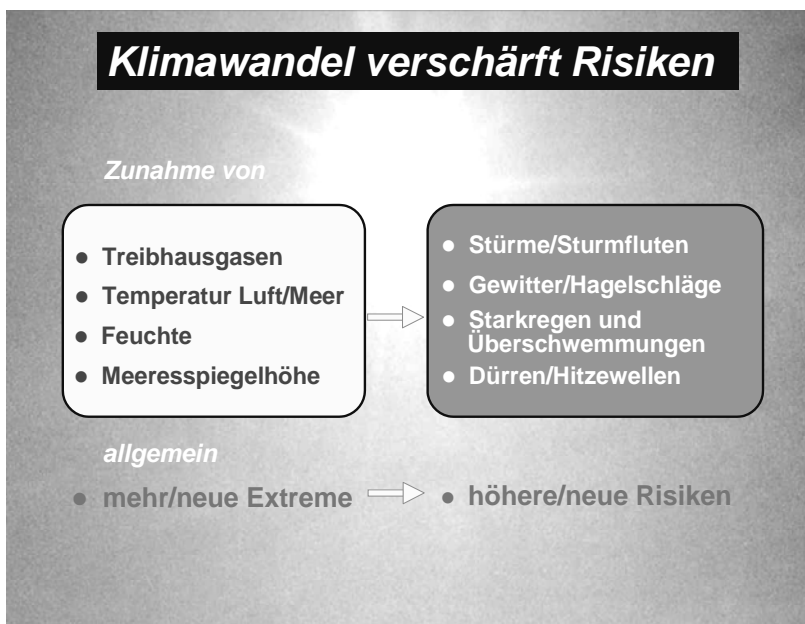 Klimawandel verschärft Risiken
Zunahme von
● Treibhausgasen
● Temperatur Luft/Meer
● Feuchte
● Meeresspiegelhöhe
● Stürme/Sturmfluten
● Gewitter/Hagelschläge
● Starkregen und
Überschwemmungen
● Dürren/Hitzewellen
allgemein
● mehr/neue Extreme
● höhere/neue Risiken